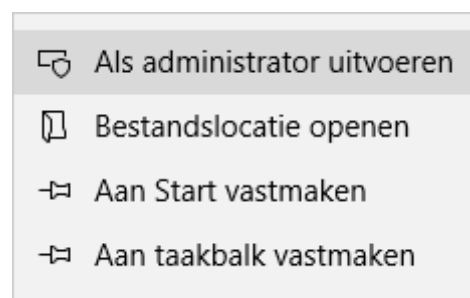 Als administrator uitvoeren
Bestandslocatie openen
Aan Start vastmaken
Aan taakbalk vastmaken